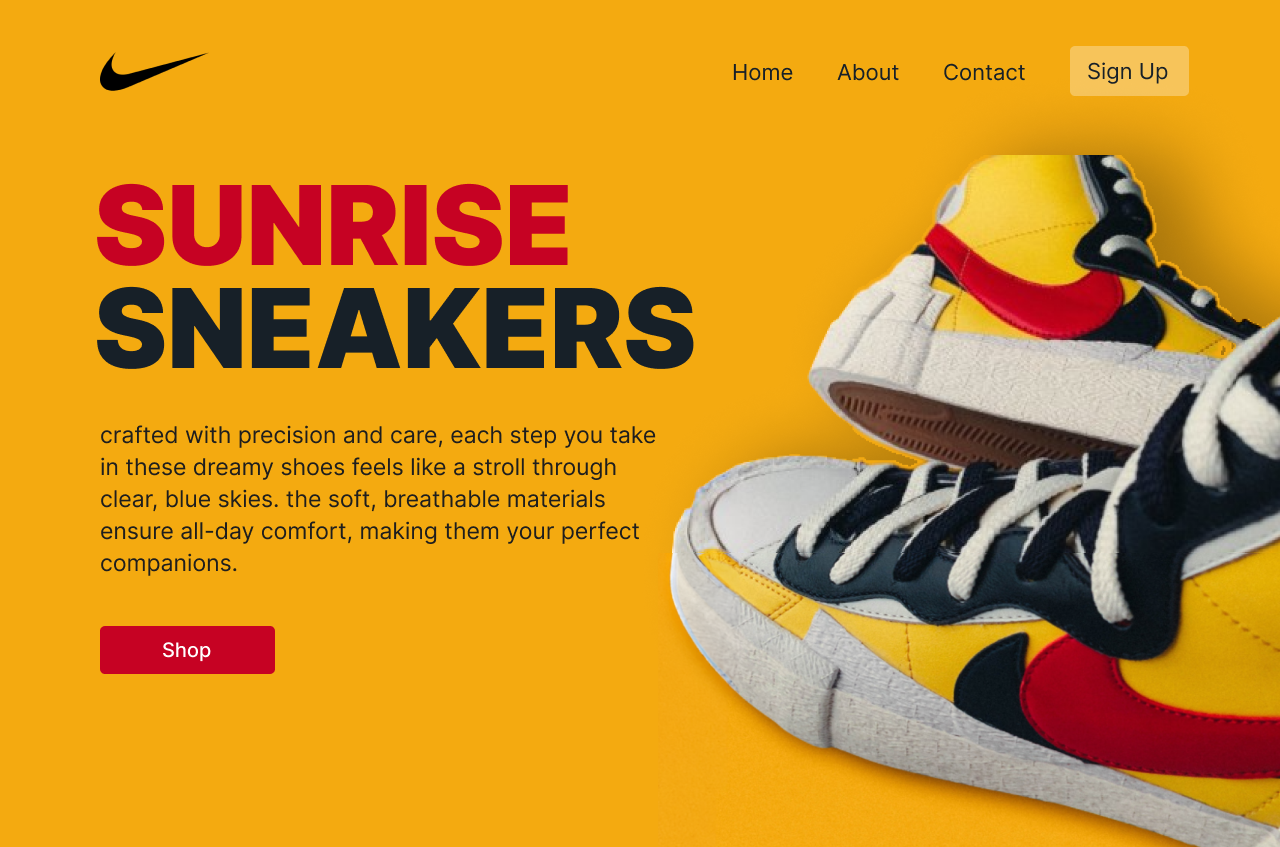 Home About Contact Sign Up
SUNRISE
SNEAKERS
crafted with precision and care, each step you take
in these dreamy shoes feels like a stroll through
clear, blue skies. the soft, breathable materials
ensure all-day comfort, making them your perfect
companions.
Shop